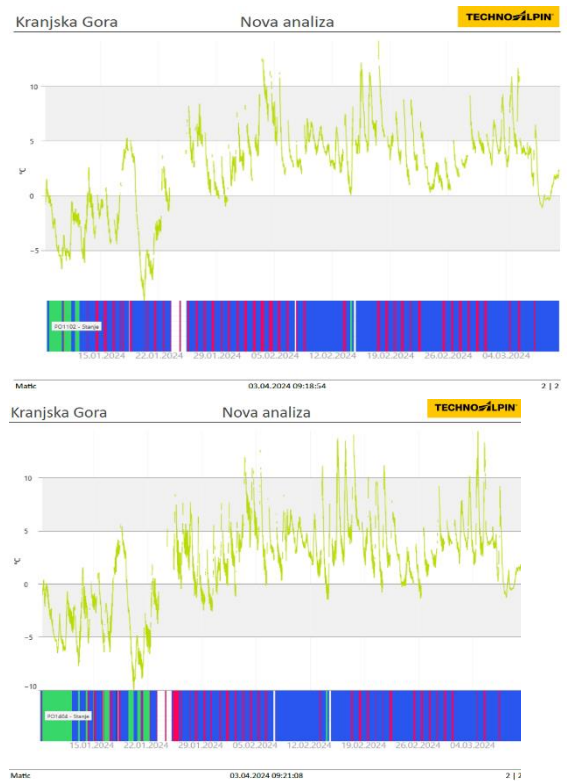 Kranjska Gora Nova analiza TECHNOALPIN
10
5
°C
0
−5
PO1102 - Stanje
15.01.2024 22.01.2024 29.01.2024 05.02.2024 12.02.2024 19.02.2024 26.02.2024 04.03.2024
Matic 03.04.2024 09:18:54 2 | 2
Kranjska Gora Nova analiza TECHNOALPIN
10
5
°C
0
−5
−10
PO1404 - Stanje
15.01.2024 22.01.2024 29.01.2024 05.02.2024 12.02.2024 19.02.2024 26.02.2024 04.03.2024
Matic 03.04.2024 09:21:08 2 | 2